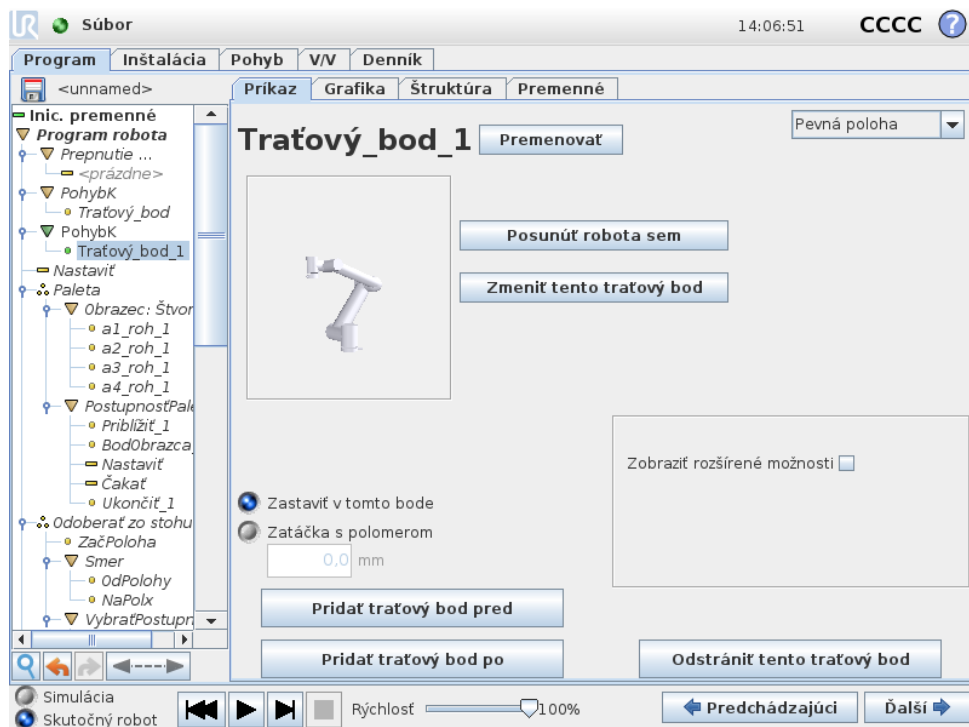 UR Súbor 14:06:51 CCCC ?
Program Inštalácia Pohyb V/V Denník
<unnamed> Príkaz Grafika Štruktúra Premenné
Inic. premenné
Program robota
Prepnutie ...
<prázdne>
PohybK
Traťový_bod
PohybK
Traťový_bod_1
Nastaviť
Paleta
Obrazec: Štvor
a1_roh_1
a2_roh_1
a3_roh_1
a4_roh_1
PostupnosťPale
Priblížiť_1
BodObrazca_
Nastaviť
Čakať
Ukončiť_1
Odoberať zo stohu
ZačPoloha
Smer
OdPolohy
NaPolx
VybraťPostupn
Traťový_bod_1 Premenovať Pevná poloha
Posunúť robota sem
Zmeniť tento traťový bod
Zobraziť rozšírené možnosti
Zastaviť v tomto bode
Zatáčka s polomerom
0,0 mm
Pridať traťový bod pred
Pridať traťový bod po Odstrániť tento traťový bod
Simulácia
Skutočný robot
Rýchlosť 100% Predchádzajúci Ďalší